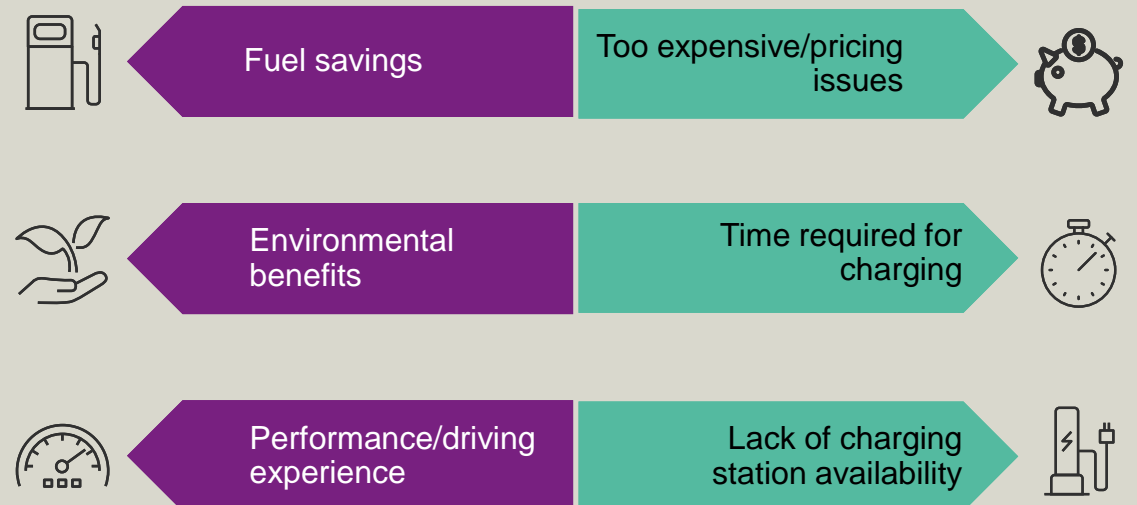 Fuel savings
Too expensive/pricing
issues
$
Environmental
benefits
Time required for
charging
Performance/driving
experience
Lack of charging
station availability